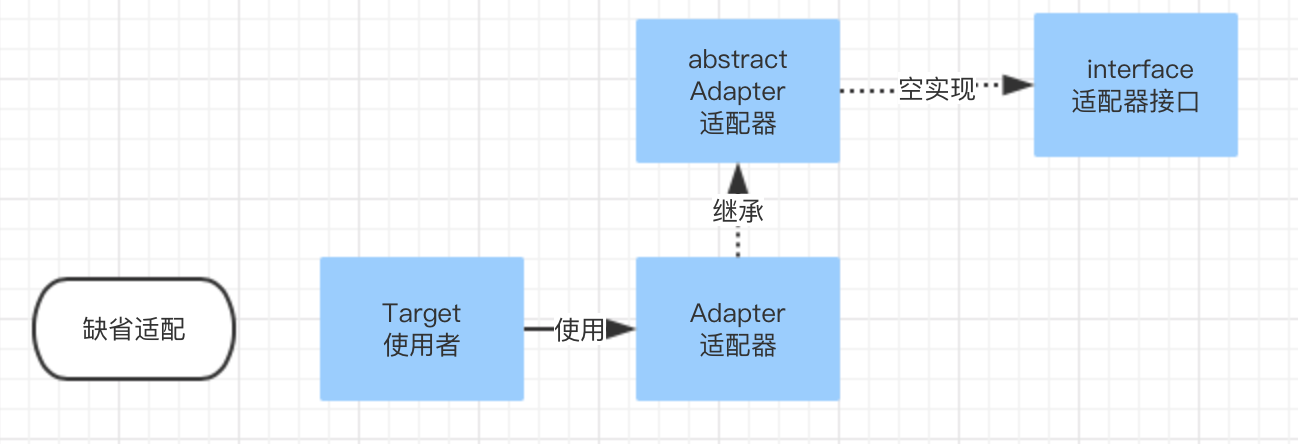 abstract
Adapter
适配器
空实现
interface
适配器接口
继承
缺省适配
Target
使用者
使用
Adapter
适配器